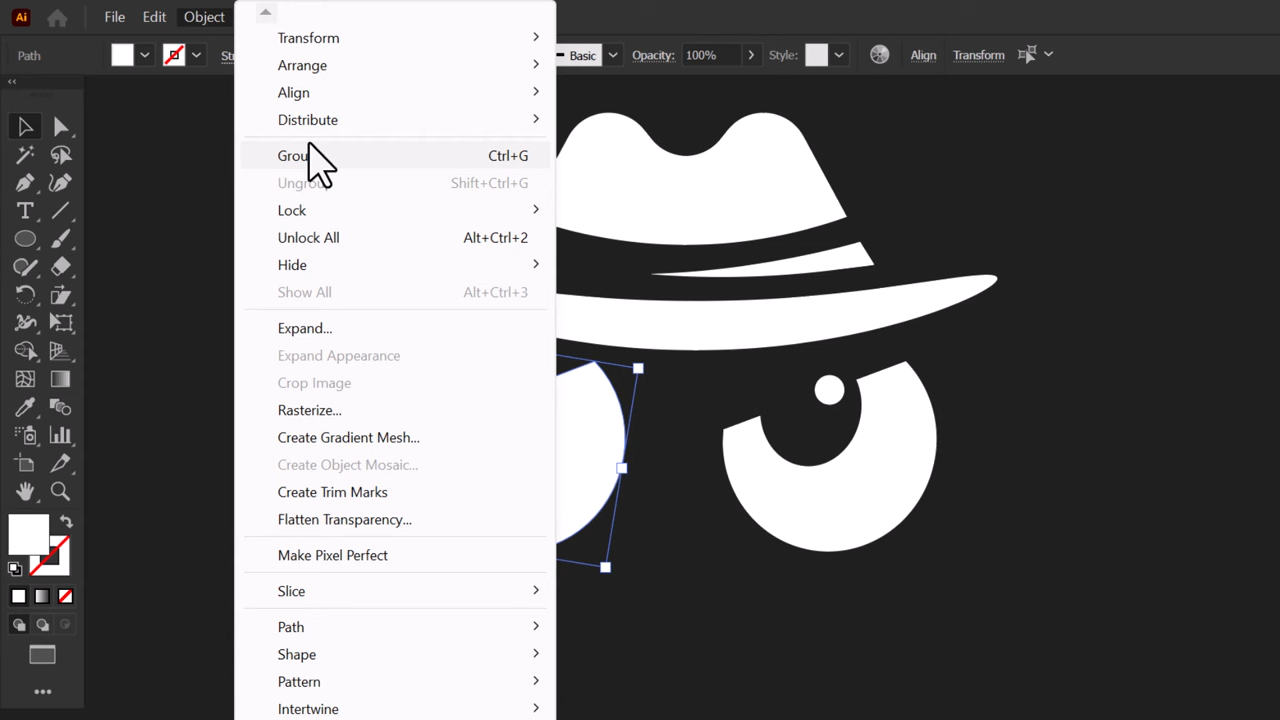 Ai File Edit Object
Path St Basic Opacity: 100% Style: Align Transform
Transform
Arrange
Align
Distribute
Ctrl+G
Shift+Ctrl+G
Lock
Unlock All Alt+Ctrl+2
Hide
Show All Alt+Ctrl+3
Expand...
Expand Appearance
Crop Image
Rasterize...
Create Gradient Mesh...
Create Object Mosaic...
Create Trim Marks
Flatten Transparency...
Make Pixel Perfect
Slice
Path
Shape
Pattern
Intertwine